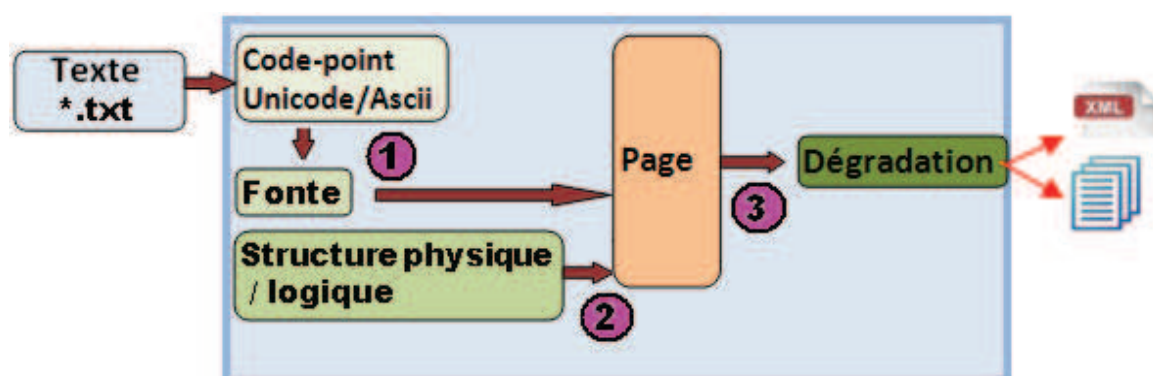 Texte
*.txt
Code-point
Unicode/Ascii
1
Fonte
Structure physique
/ logique
2
Page
3
Dégradation
XML